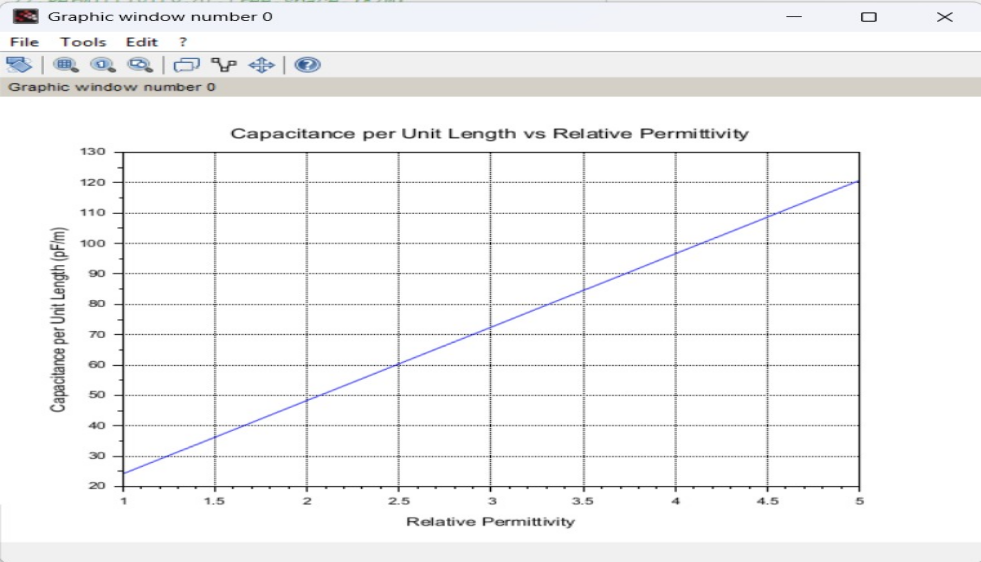 Graphic window number 0
File Tools Edit ?
Graphic window number 0
Capacitance per Unit Length vs Relative Permittivity
Capacitance per Unit Length (pF/m)
130
120
110
100
90
80
70
60
50
40
30
20
1 1.5 2 2.5 3 3.5 4 4.5 5
Relative Permittivity